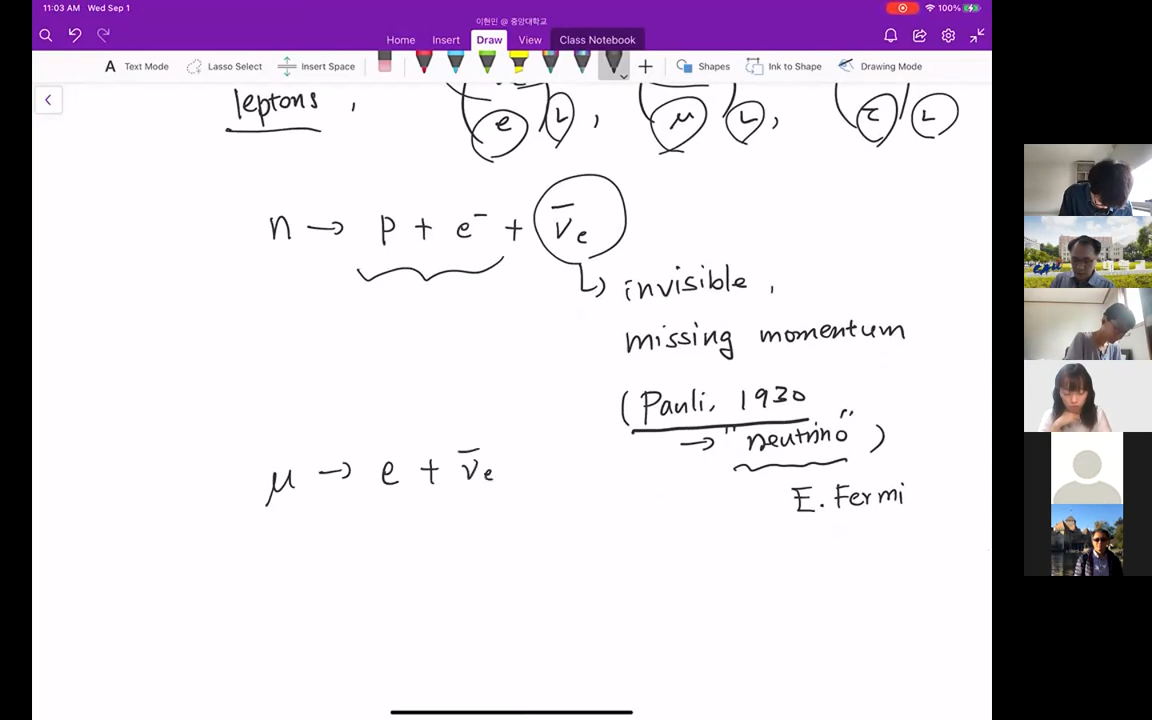 11:03 AM Wed Sep 1
100%
이현민 @ 중앙대학교
Home Insert Draw View Class Notebook
A Text Mode Lasso Select Insert Space Shapes Ink to Shape Drawing Mode
leptons ,
e L , μ L , τ L
n → p + e⁻ + ν̄e
invisible ,
missing momentum
(Pauli, 1930
→ "neutrino")
μ → e + ν̄e
E. Fermi